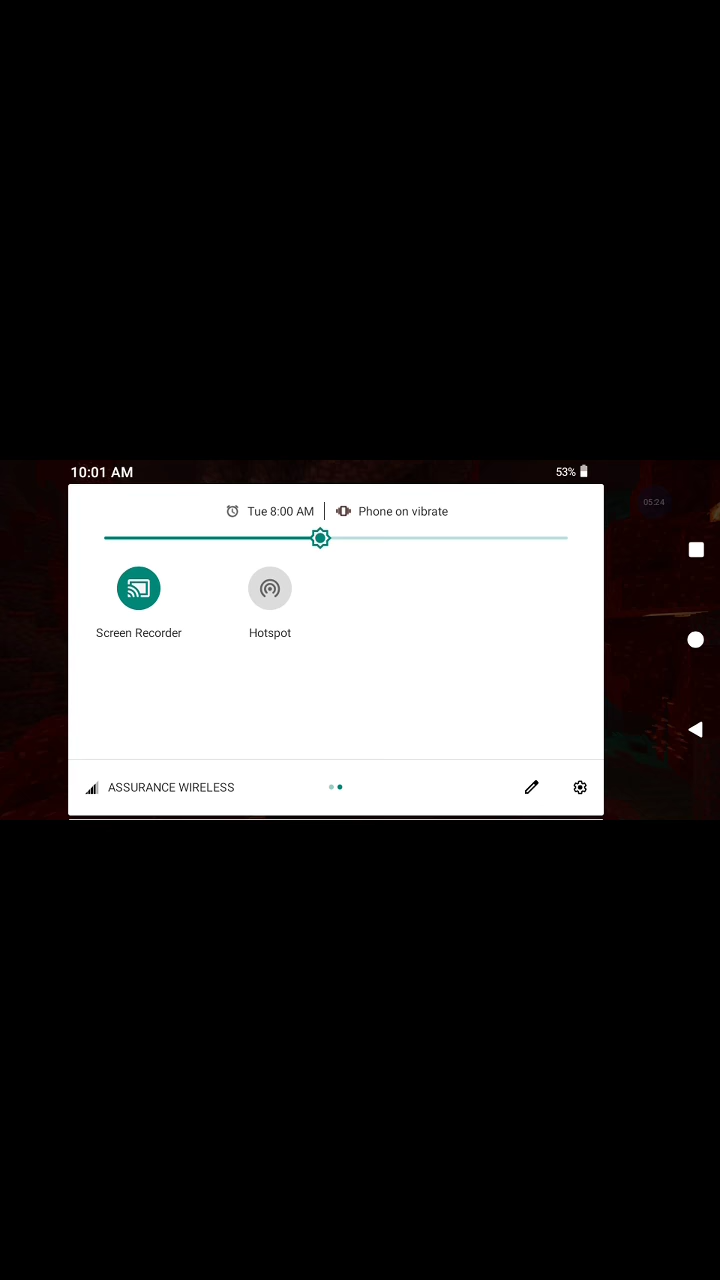 10:01 AM
53%
05:24
Tue 8:00 AM
Phone on vibrate
Screen Recorder
Hotspot
ASSURANCE WIRELESS